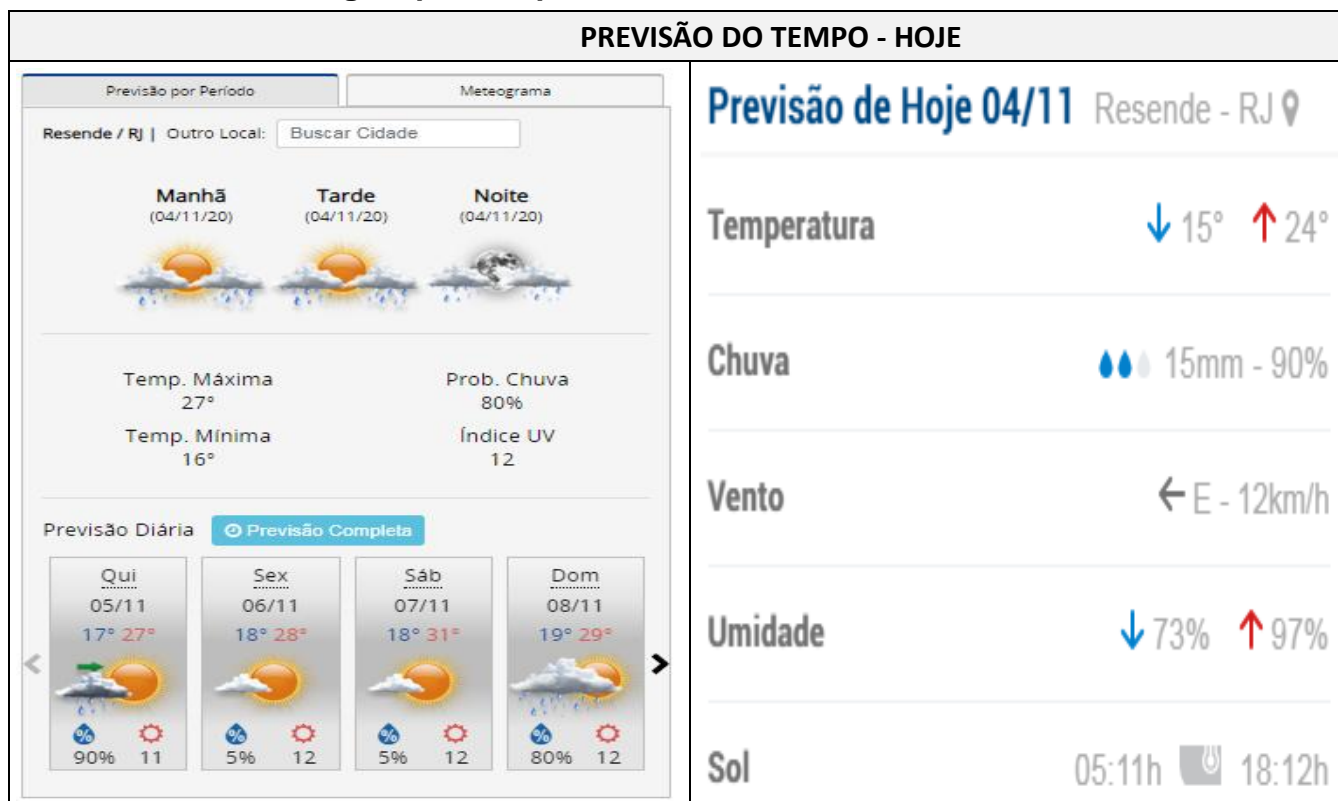 PREVISÃO DO TEMPO - HOJE
Previsão por Período
Meteograma
Resende / RJ | Outro Local: Buscar Cidade
Manhã Tarde Noite
(04/11/20) (04/11/20) (04/11/20)
Temp. Máxima Prob. Chuva
27° 80%
Temp. Mínima Índice UV
16° 12
Previsão Diária Previsão Completa
Qui Sex Sáb Dom
05/11 06/11 07/11 08/11
17° 27° 18° 28° 18° 31° 19° 29°
< >
% % % %
90% 11 5% 12 5% 12 80% 12
Previsão de Hoje 04/11 Resende - RJ
Temperatura ↓ 15° ↑ 24°
Chuva 15mm - 90%
Vento ← E - 12km/h
Umidade ↓ 73% ↑ 97%
Sol 05:11h 18:12h